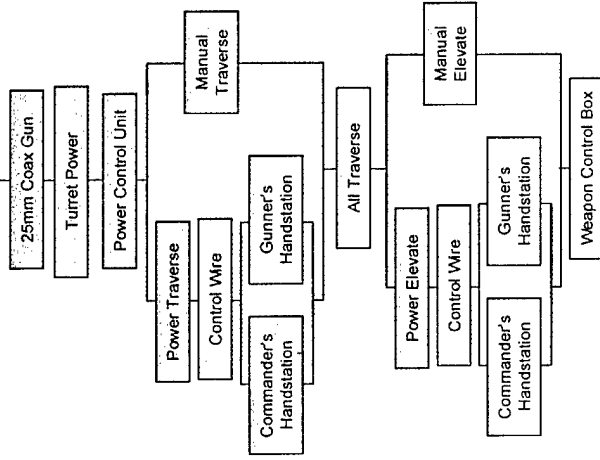 25mm Coax Gun
Turret Power
Power Control Unit
Power Traverse
Manual
Traverse
Control Wire
Commander's
Handstation
Gunner's
Handstation
All Traverse
Power Elevate
Manual
Elevate
Control Wire
Commander's
Handstation
Gunner's
Handstation
Weapon Control Box